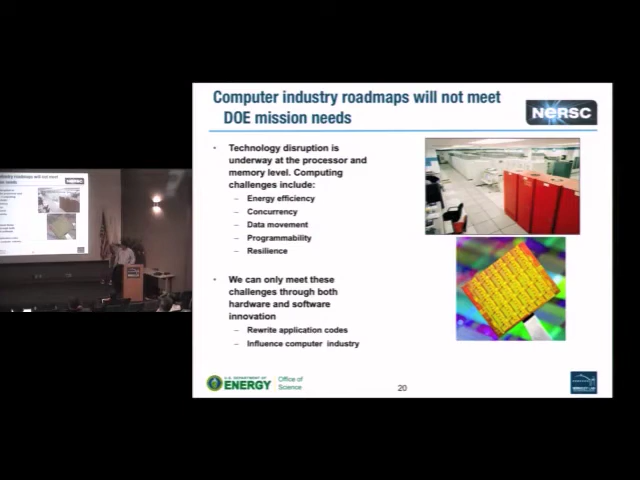 Computer industry roadmaps will not meet
DOE mission needs
NERSC
• Technology disruption is
underway at the processor and
memory level. Computing
challenges include:
– Energy efficiency
– Concurrency
– Data movement
– Programmability
– Resilience
• We can only meet these
challenges through both
hardware and software
innovation
– Rewrite application codes
– Influence computer industry
U.S. DEPARTMENT OF
ENERGY
Office of
Science
20